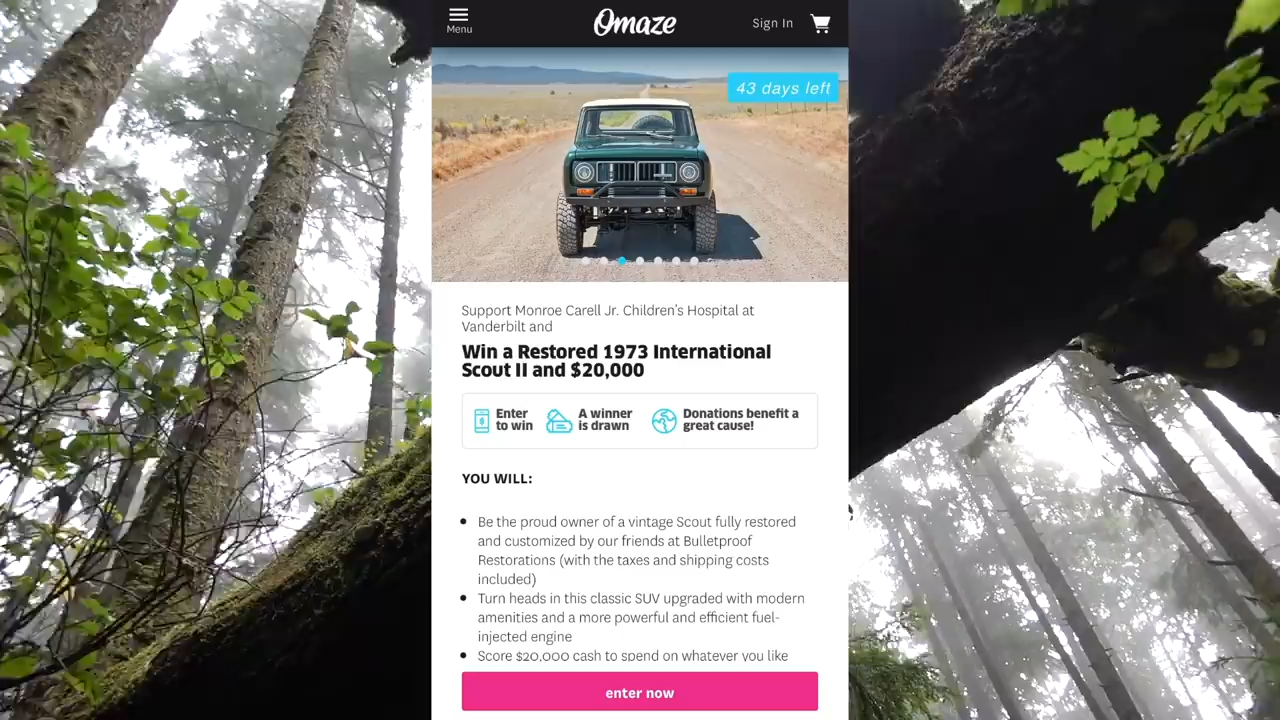 Menu
Omaze
Sign In
43 days left
Support Monroe Carell Jr. Children's Hospital at
Vanderbilt and
Win a Restored 1973 International
Scout II and $20,000
Enter
to win
A winner
is drawn
Donations benefit a
great cause!
YOU WILL:
Be the proud owner of a vintage Scout fully restored
and customized by our friends at Bulletproof
Restorations (with the taxes and shipping costs
included)
Turn heads in this classic SUV upgraded with modern
amenities and a more powerful and efficient fuel-
injected engine
Score $20,000 cash to spend on whatever you like
enter now